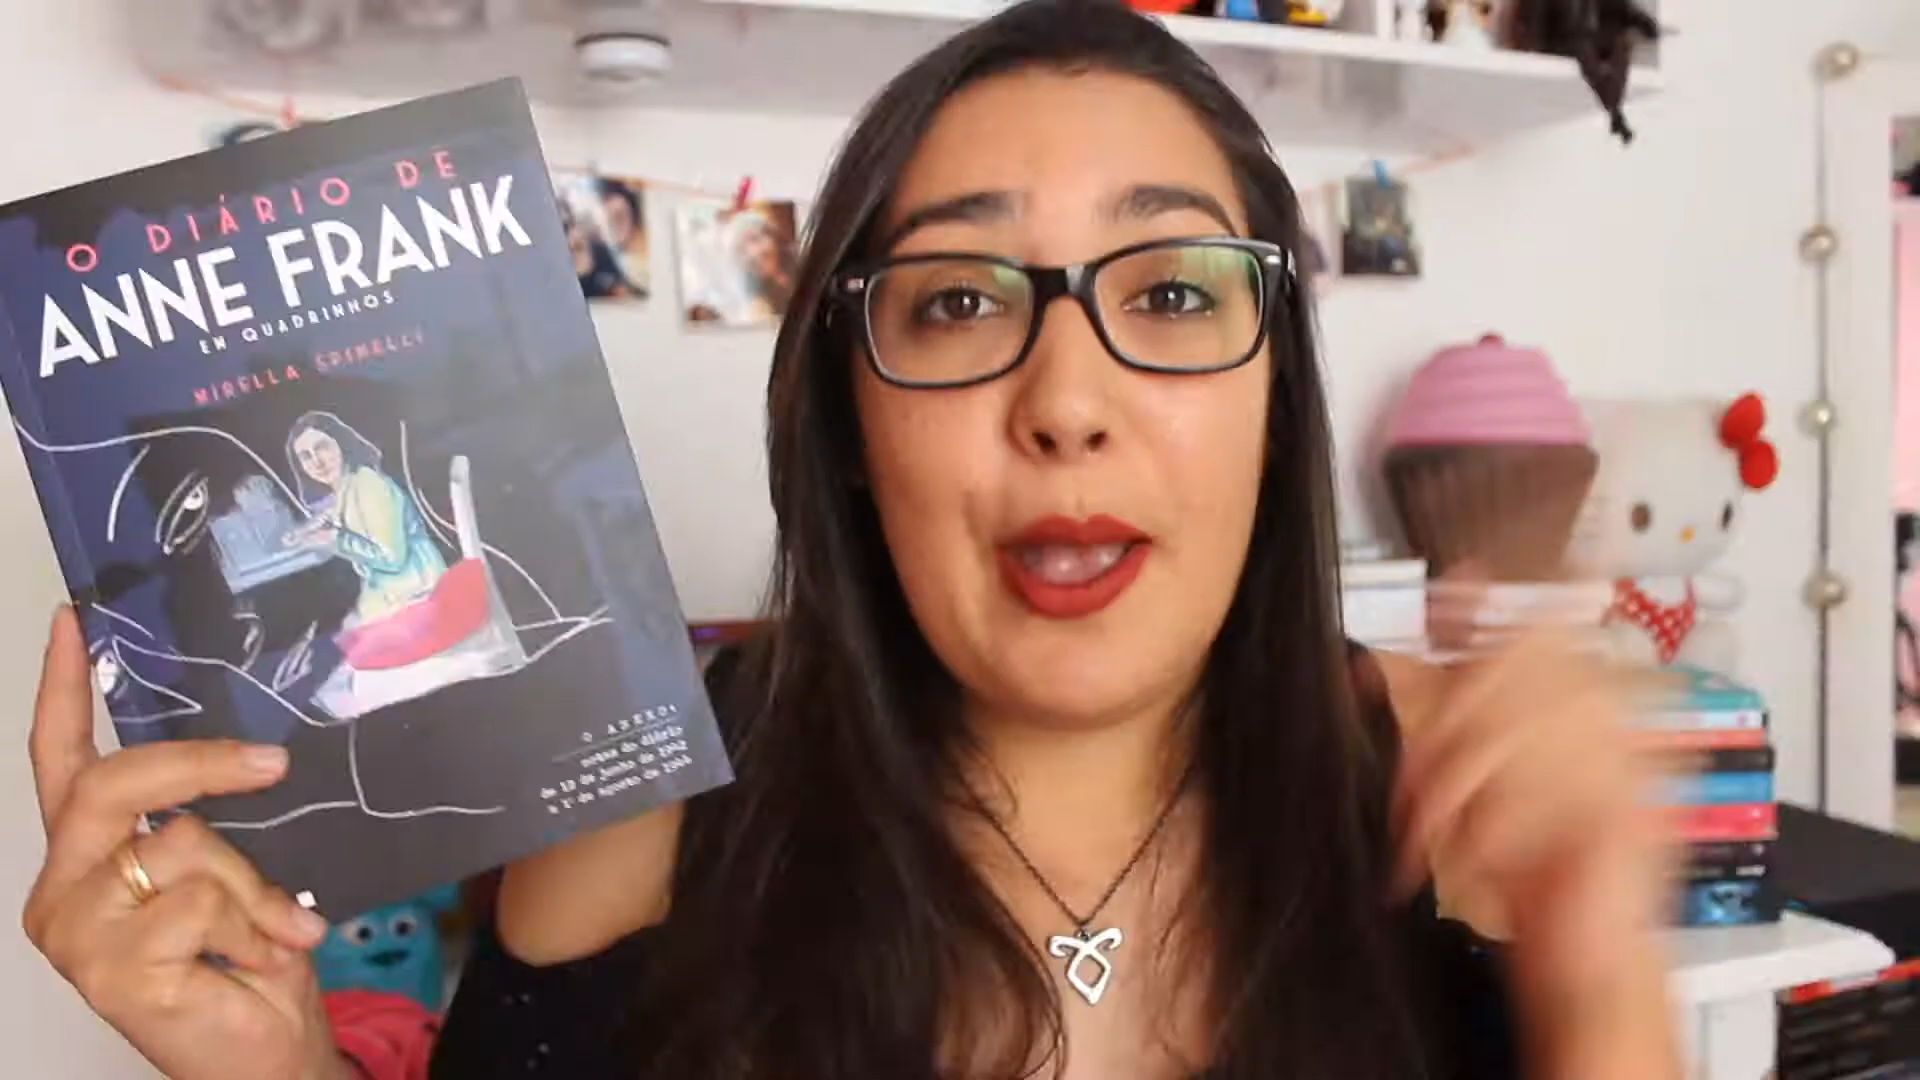 O DIÁRIO DE
ANNE FRANK
EM QUADRINHOS
MIRELLA SPINELLI
O ANEXO:
notas do diário
de 12 de junho de 1942
a 1º de agosto de 1944